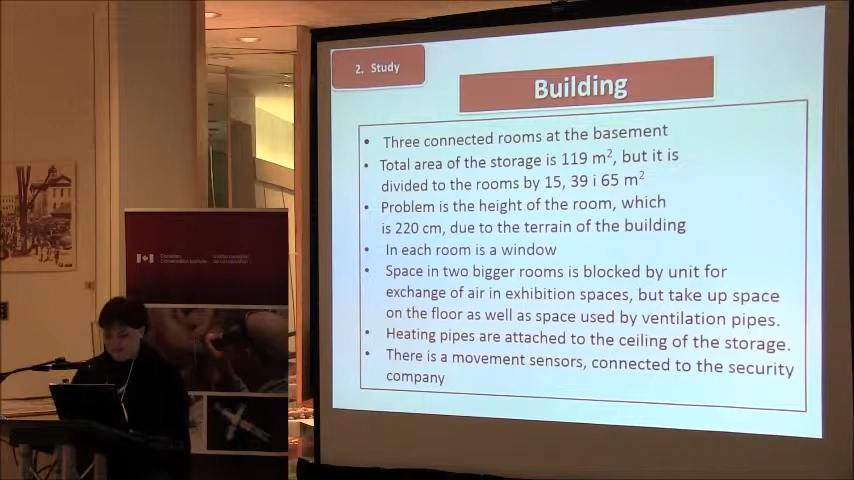 2. Study
Building
• Three connected rooms at the basement
• Total area of the storage is 119 m², but it is
divided to the rooms by 15, 39 i 65 m²
• Problem is the height of the room, which
is 220 cm, due to the terrain of the building
• In each room is a window
• Space in two bigger rooms is blocked by unit for
exchange of air in exhibition spaces, but take up space
on the floor as well as space used by ventilation pipes.
• Heating pipes are attached to the ceiling of the storage.
• There is a movement sensors, connected to the security
company
Canadian
Conservation Institute